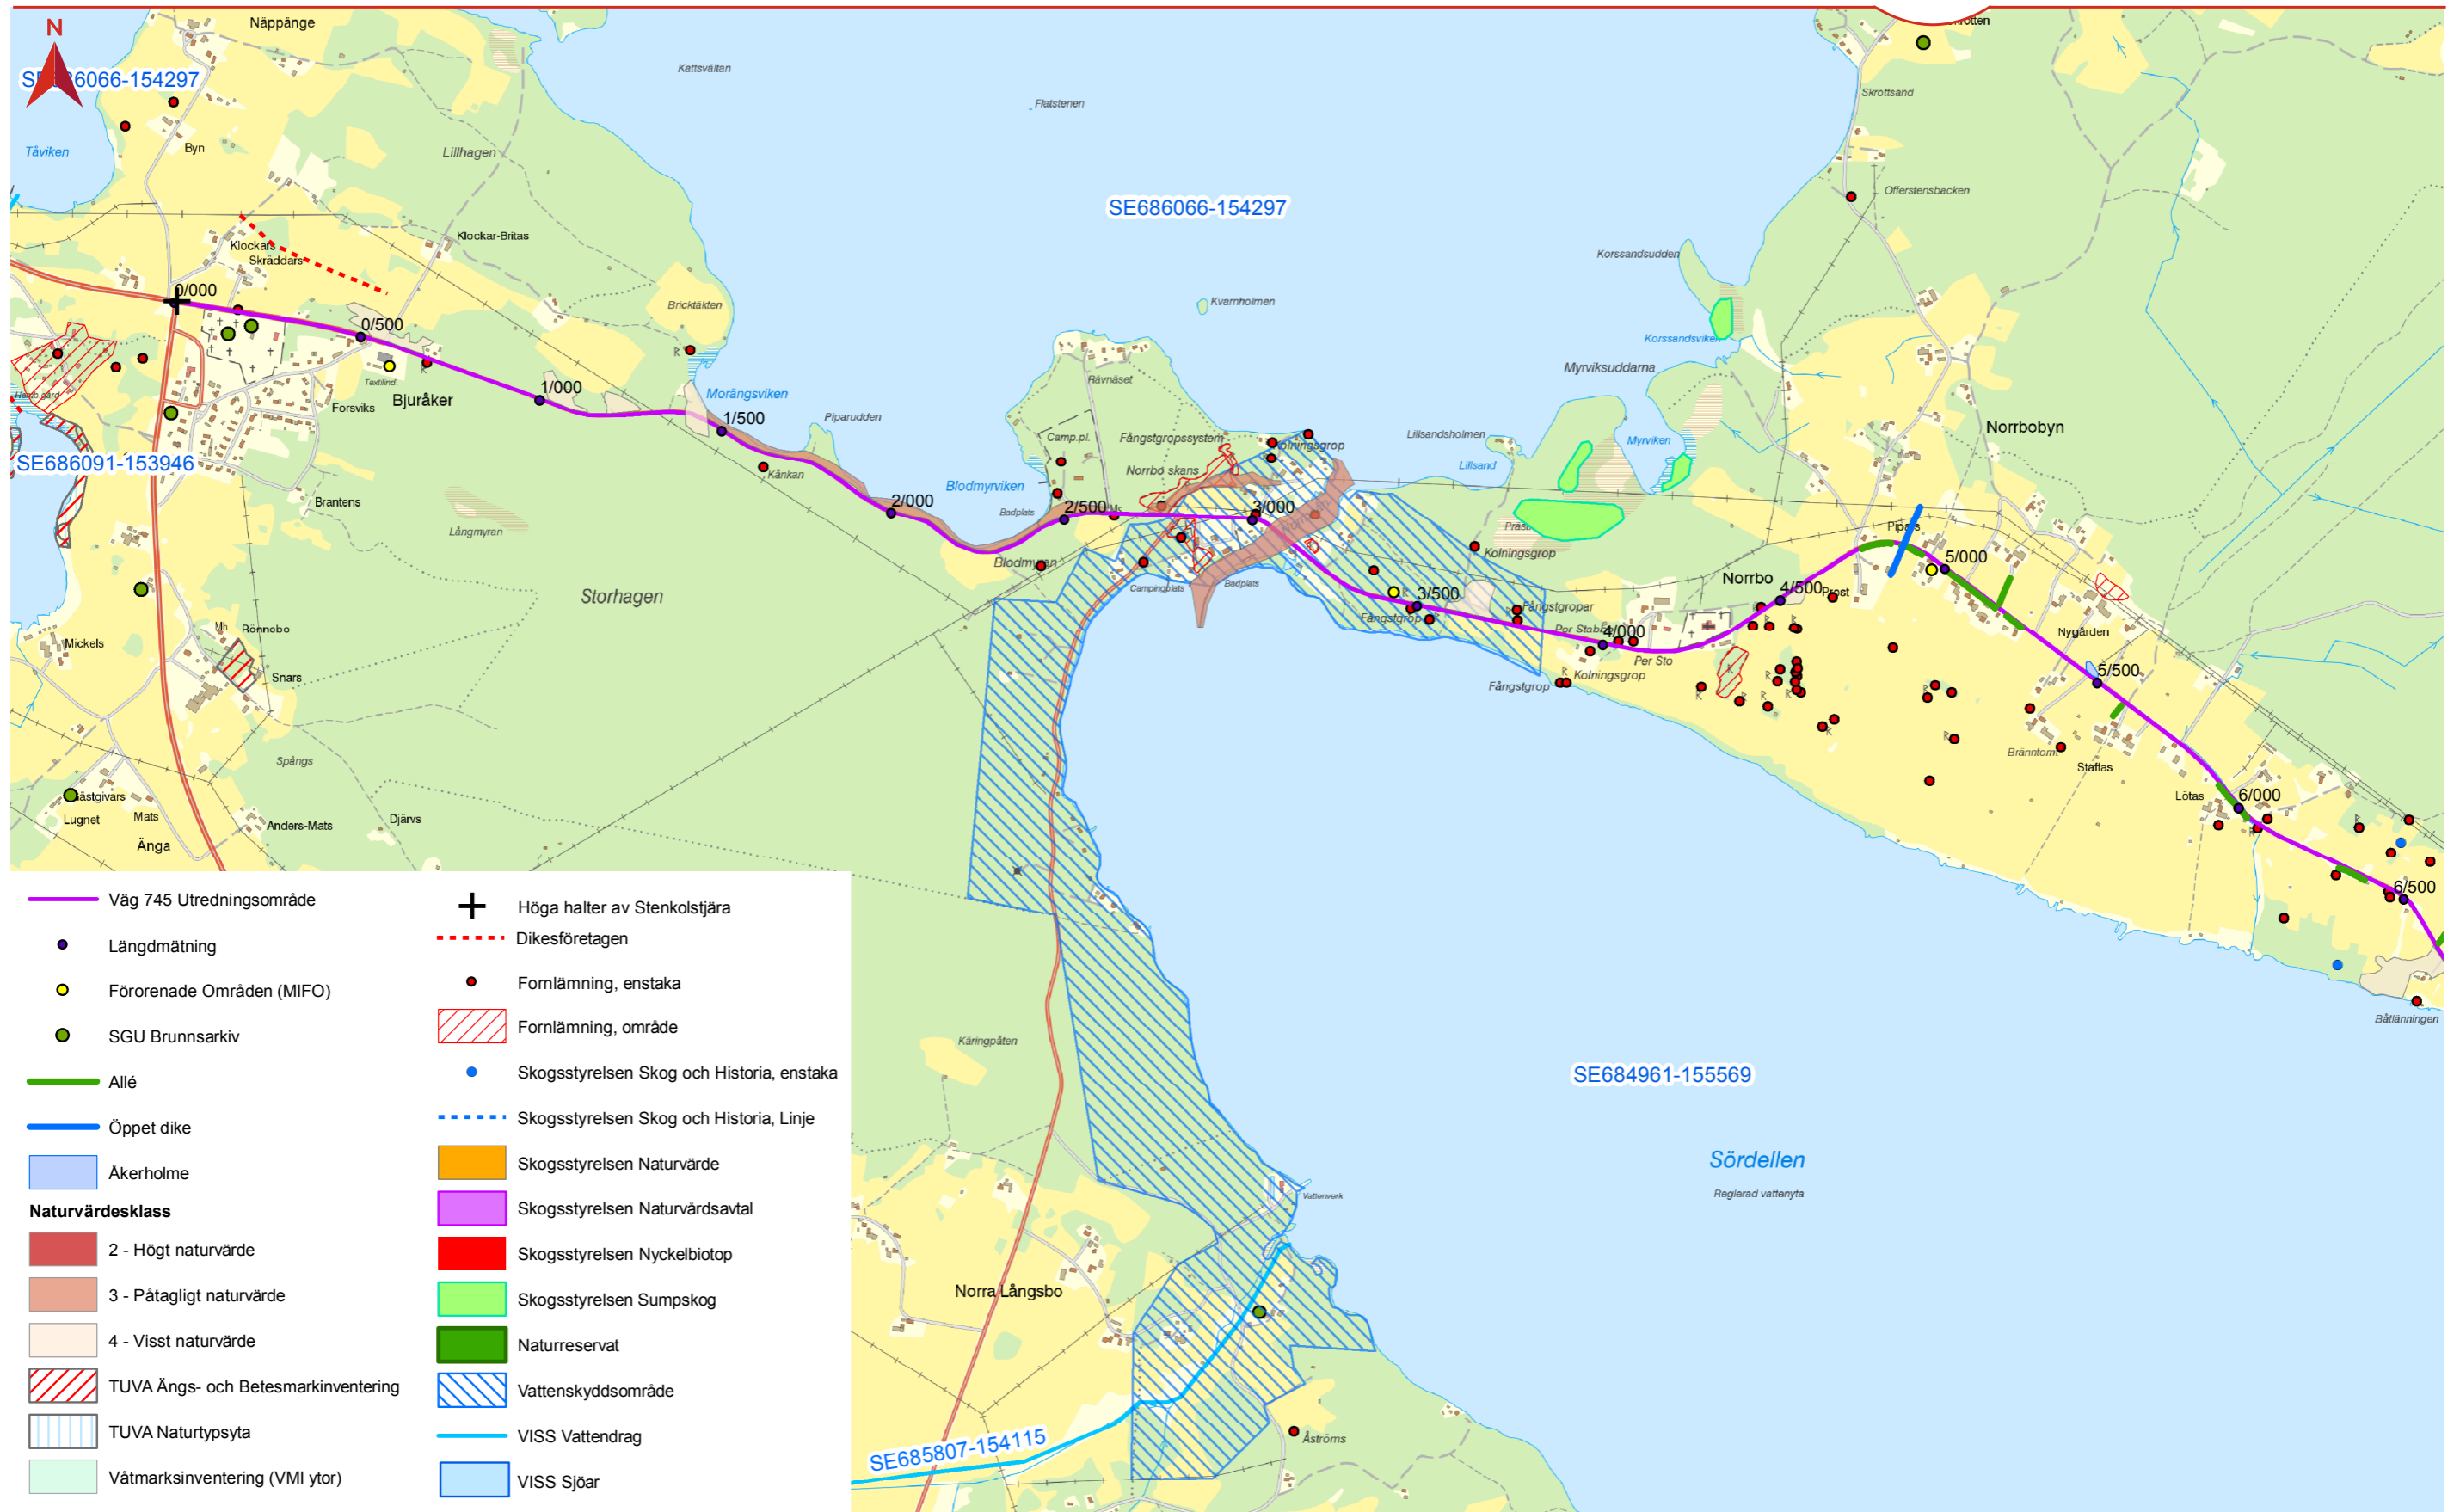 Näppänge
N
Kattsvältan
SE686066-154297
Flatstenen
Skrottsand
Byn
Tåviken
Lillhagen
Offerstensbacken
SE686066-154297
Klockar-Britas
Klockars
Skräddars
Korssandsudden
0/000
Bricktäkten
Kvarnholmen
0/500
Korssandsviken
Textilind.
Rävnäset
Myrviksuddarna
1/000
Morängsviken
Bjuråker
Forsviks
1/500
Piparudden
Camp.pl.
Fångstgropssystem
Kolningsgrop
Lillsandsholmen
Myrviken
Norrbobyn
SE686091-153946
Kånkan
Norrbo skans
Lillsand
Blodmyrviken
Brantens
2/000
Badplats
2/500
3/000
Långmyran
Pipars
Kolningsgrop
5/000
Blodmyran
Campingplats
Badplats
Norrbo
4/500
Prost
Storhagen
3/500
Fångstgropar
Fångstgrop
Per Sto
4/000
Mb
Rönnebo
Nygården
Mickels
Snars
5/500
Kolningsgrop
Fångstgrop
Spångs
Bränntomt
Staffas
Lötas
6/000
Lugnet
Mats
Anders-Mats
Djärvs
Änga
6/500
Väg 745 Utredningsområde
Längdmätning
Förorenade Områden (MIFO)
SGU Brunnsarkiv
Allé
Öppet dike
Åkerholme
Naturvärdesklass
2 - Högt naturvärde
3 - Påtagligt naturvärde
4 - Visst naturvärde
TUVA Ängs- och Betesmarkinventering
TUVA Naturtypsyta
Våtmarksinventering (VMI ytor)
Höga halter av Stenkolstjära
Dikesföretagen
Fornlämning, enstaka
Fornlämning, område
Skogsstyrelsen Skog och Historia, enstaka
Skogsstyrelsen Skog och Historia, Linje
Skogsstyrelsen Naturvärde
Skogsstyrelsen Naturvårdsavtal
Skogsstyrelsen Nyckelbiotop
Skogsstyrelsen Sumpskog
Naturreservat
Vattenskyddsområde
VISS Vattendrag
VISS Sjöar
Käringpåten
Båtlänningen
SE684961-155569
Sördellen
Reglerad vattenyta
Vattenverk
Norra Långsbo
Åströms
SE685807-154115